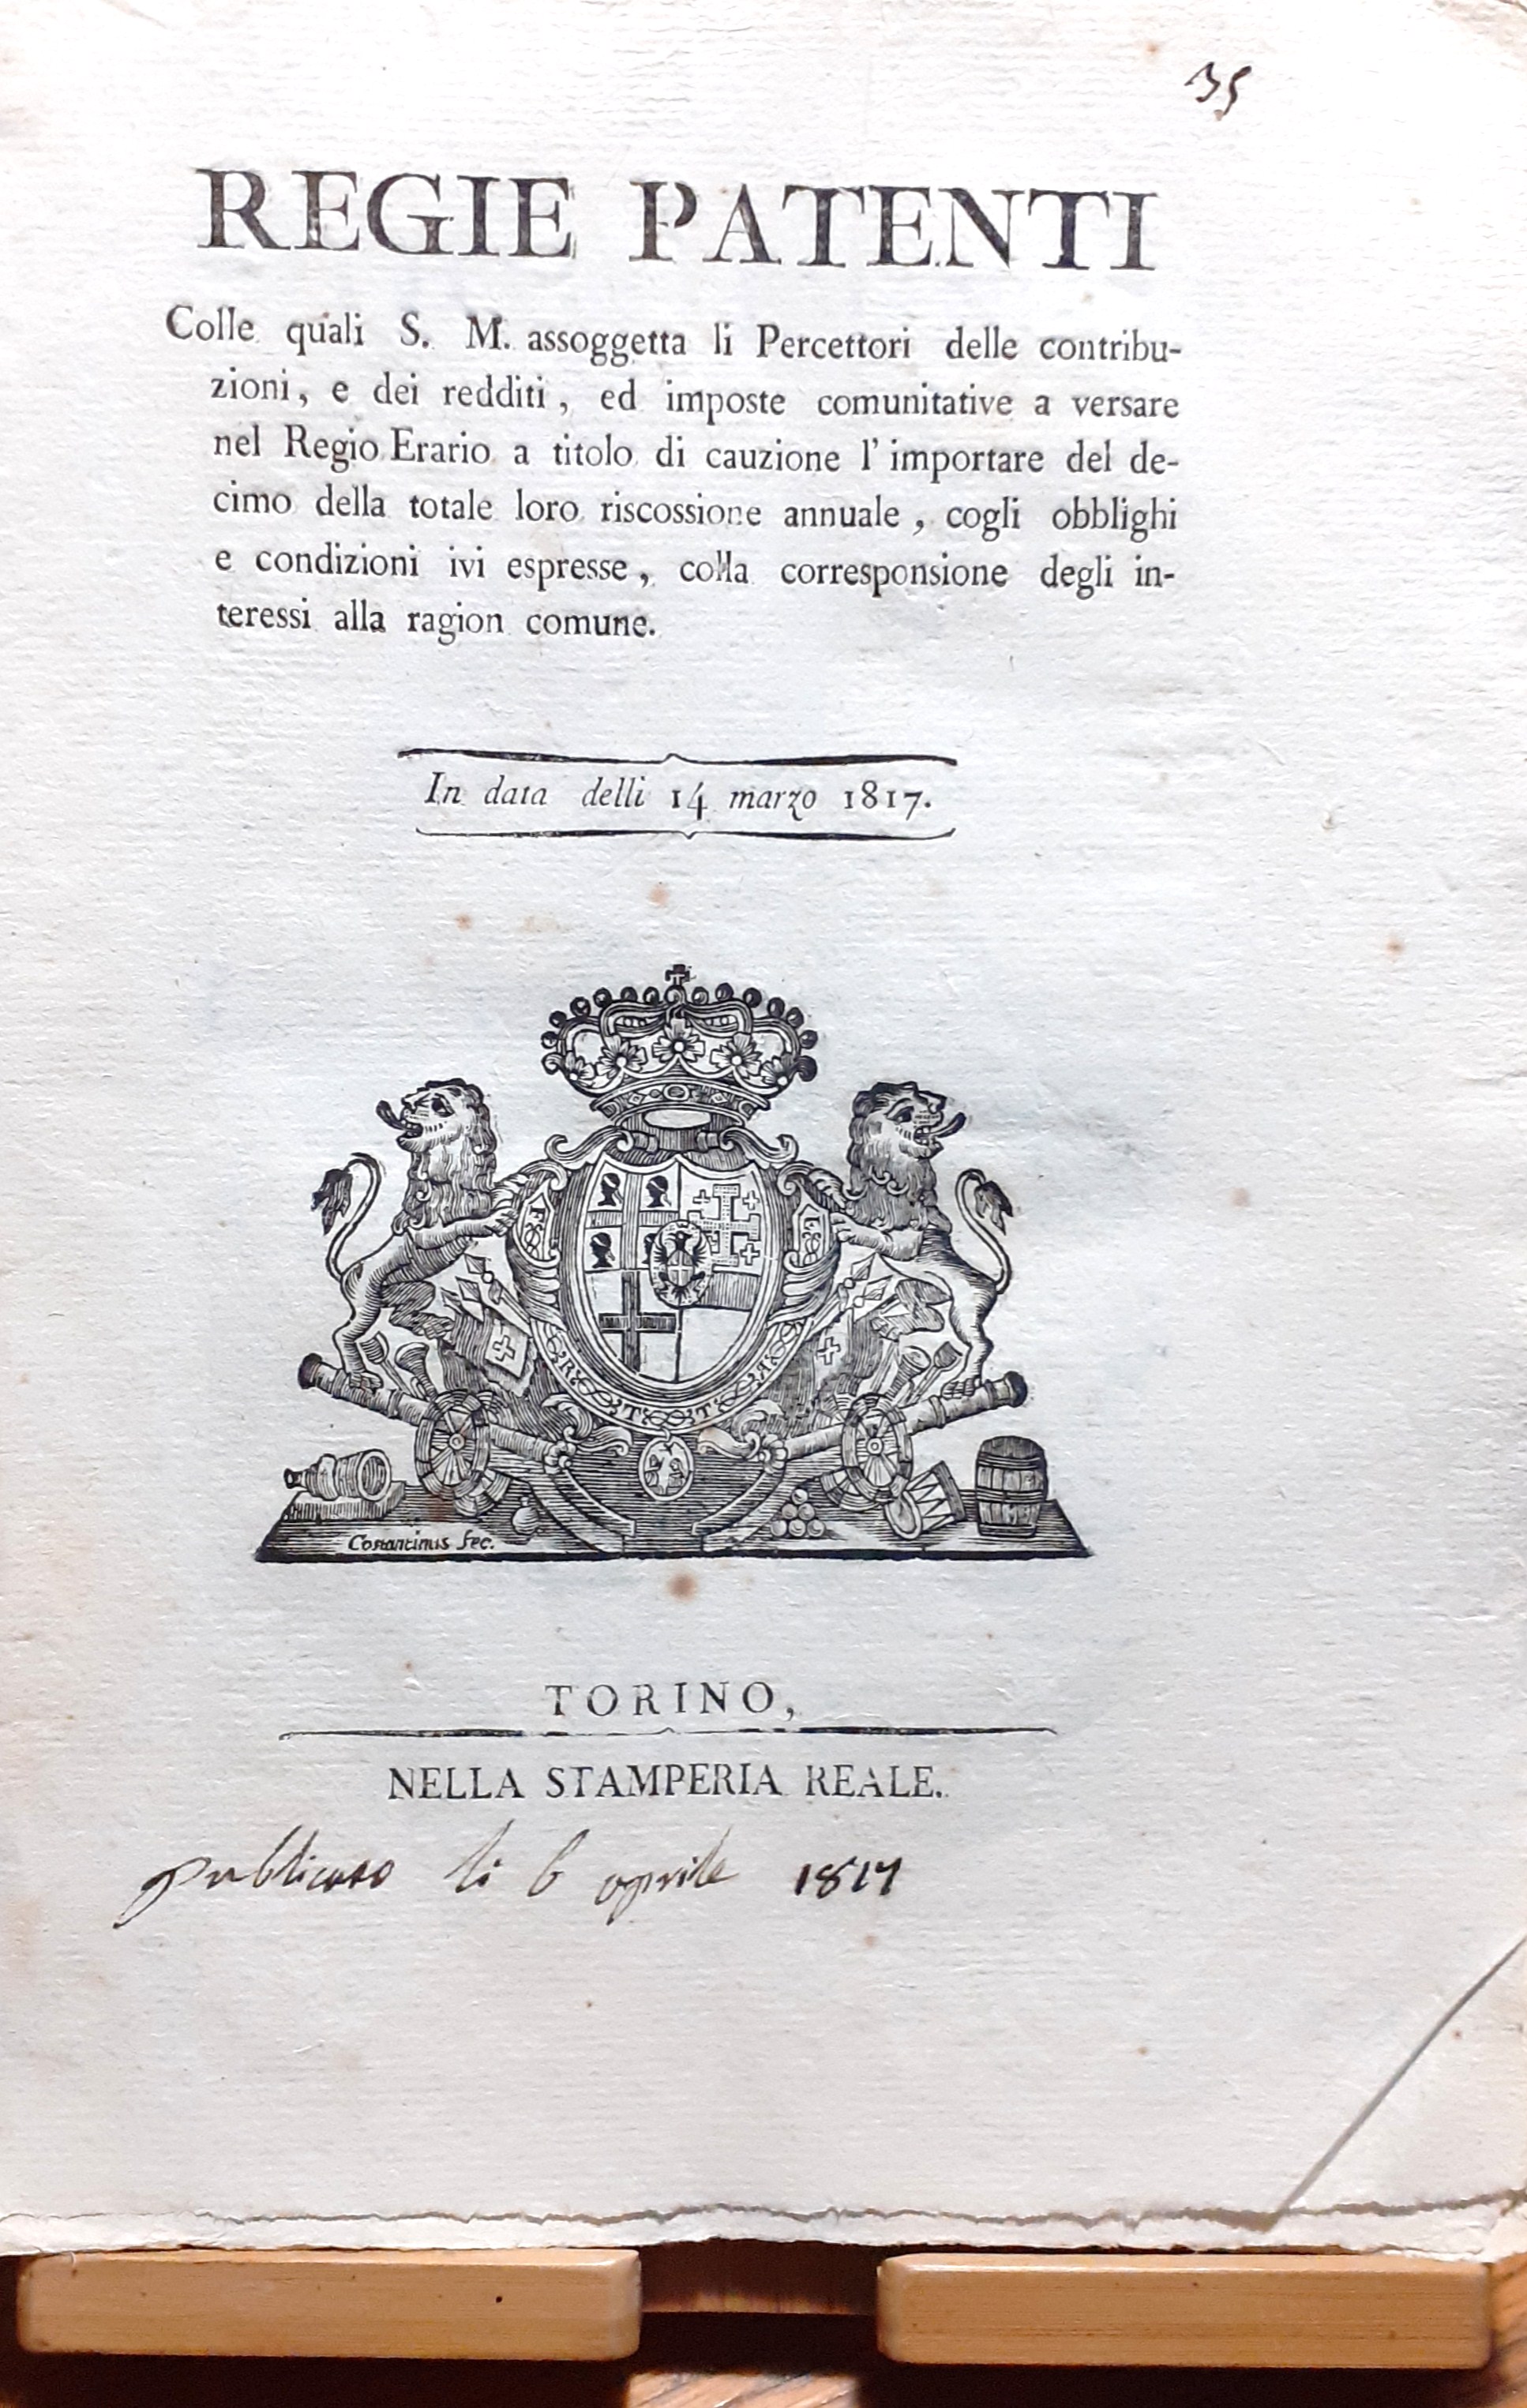 35
REGIE PATENTI
Colle quali S. M. assoggetta li Percettori delle contribu-
zioni, e dei redditi, ed imposte comunitative a versare
nel Regio Erario a titolo di cauzione l'importare del de-
cimo della totale loro riscossione annuale, cogli obblighi
e condizioni ivi espresse, colla corresponsione degli in-
teressi alla ragion comune.
In data delli 14 marzo 1817.
Costantinus fec.
TORINO,
NELLA STAMPERIA REALE.
publicato li 6 aprile 1817